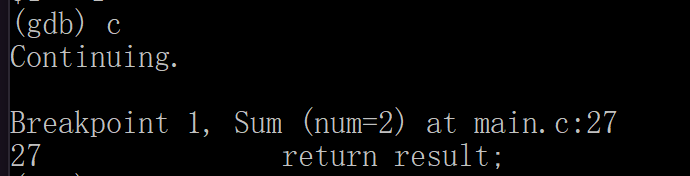 (gdb) c
Continuing.
Breakpoint 1, Sum (num=2) at main.c:27
27 return result;